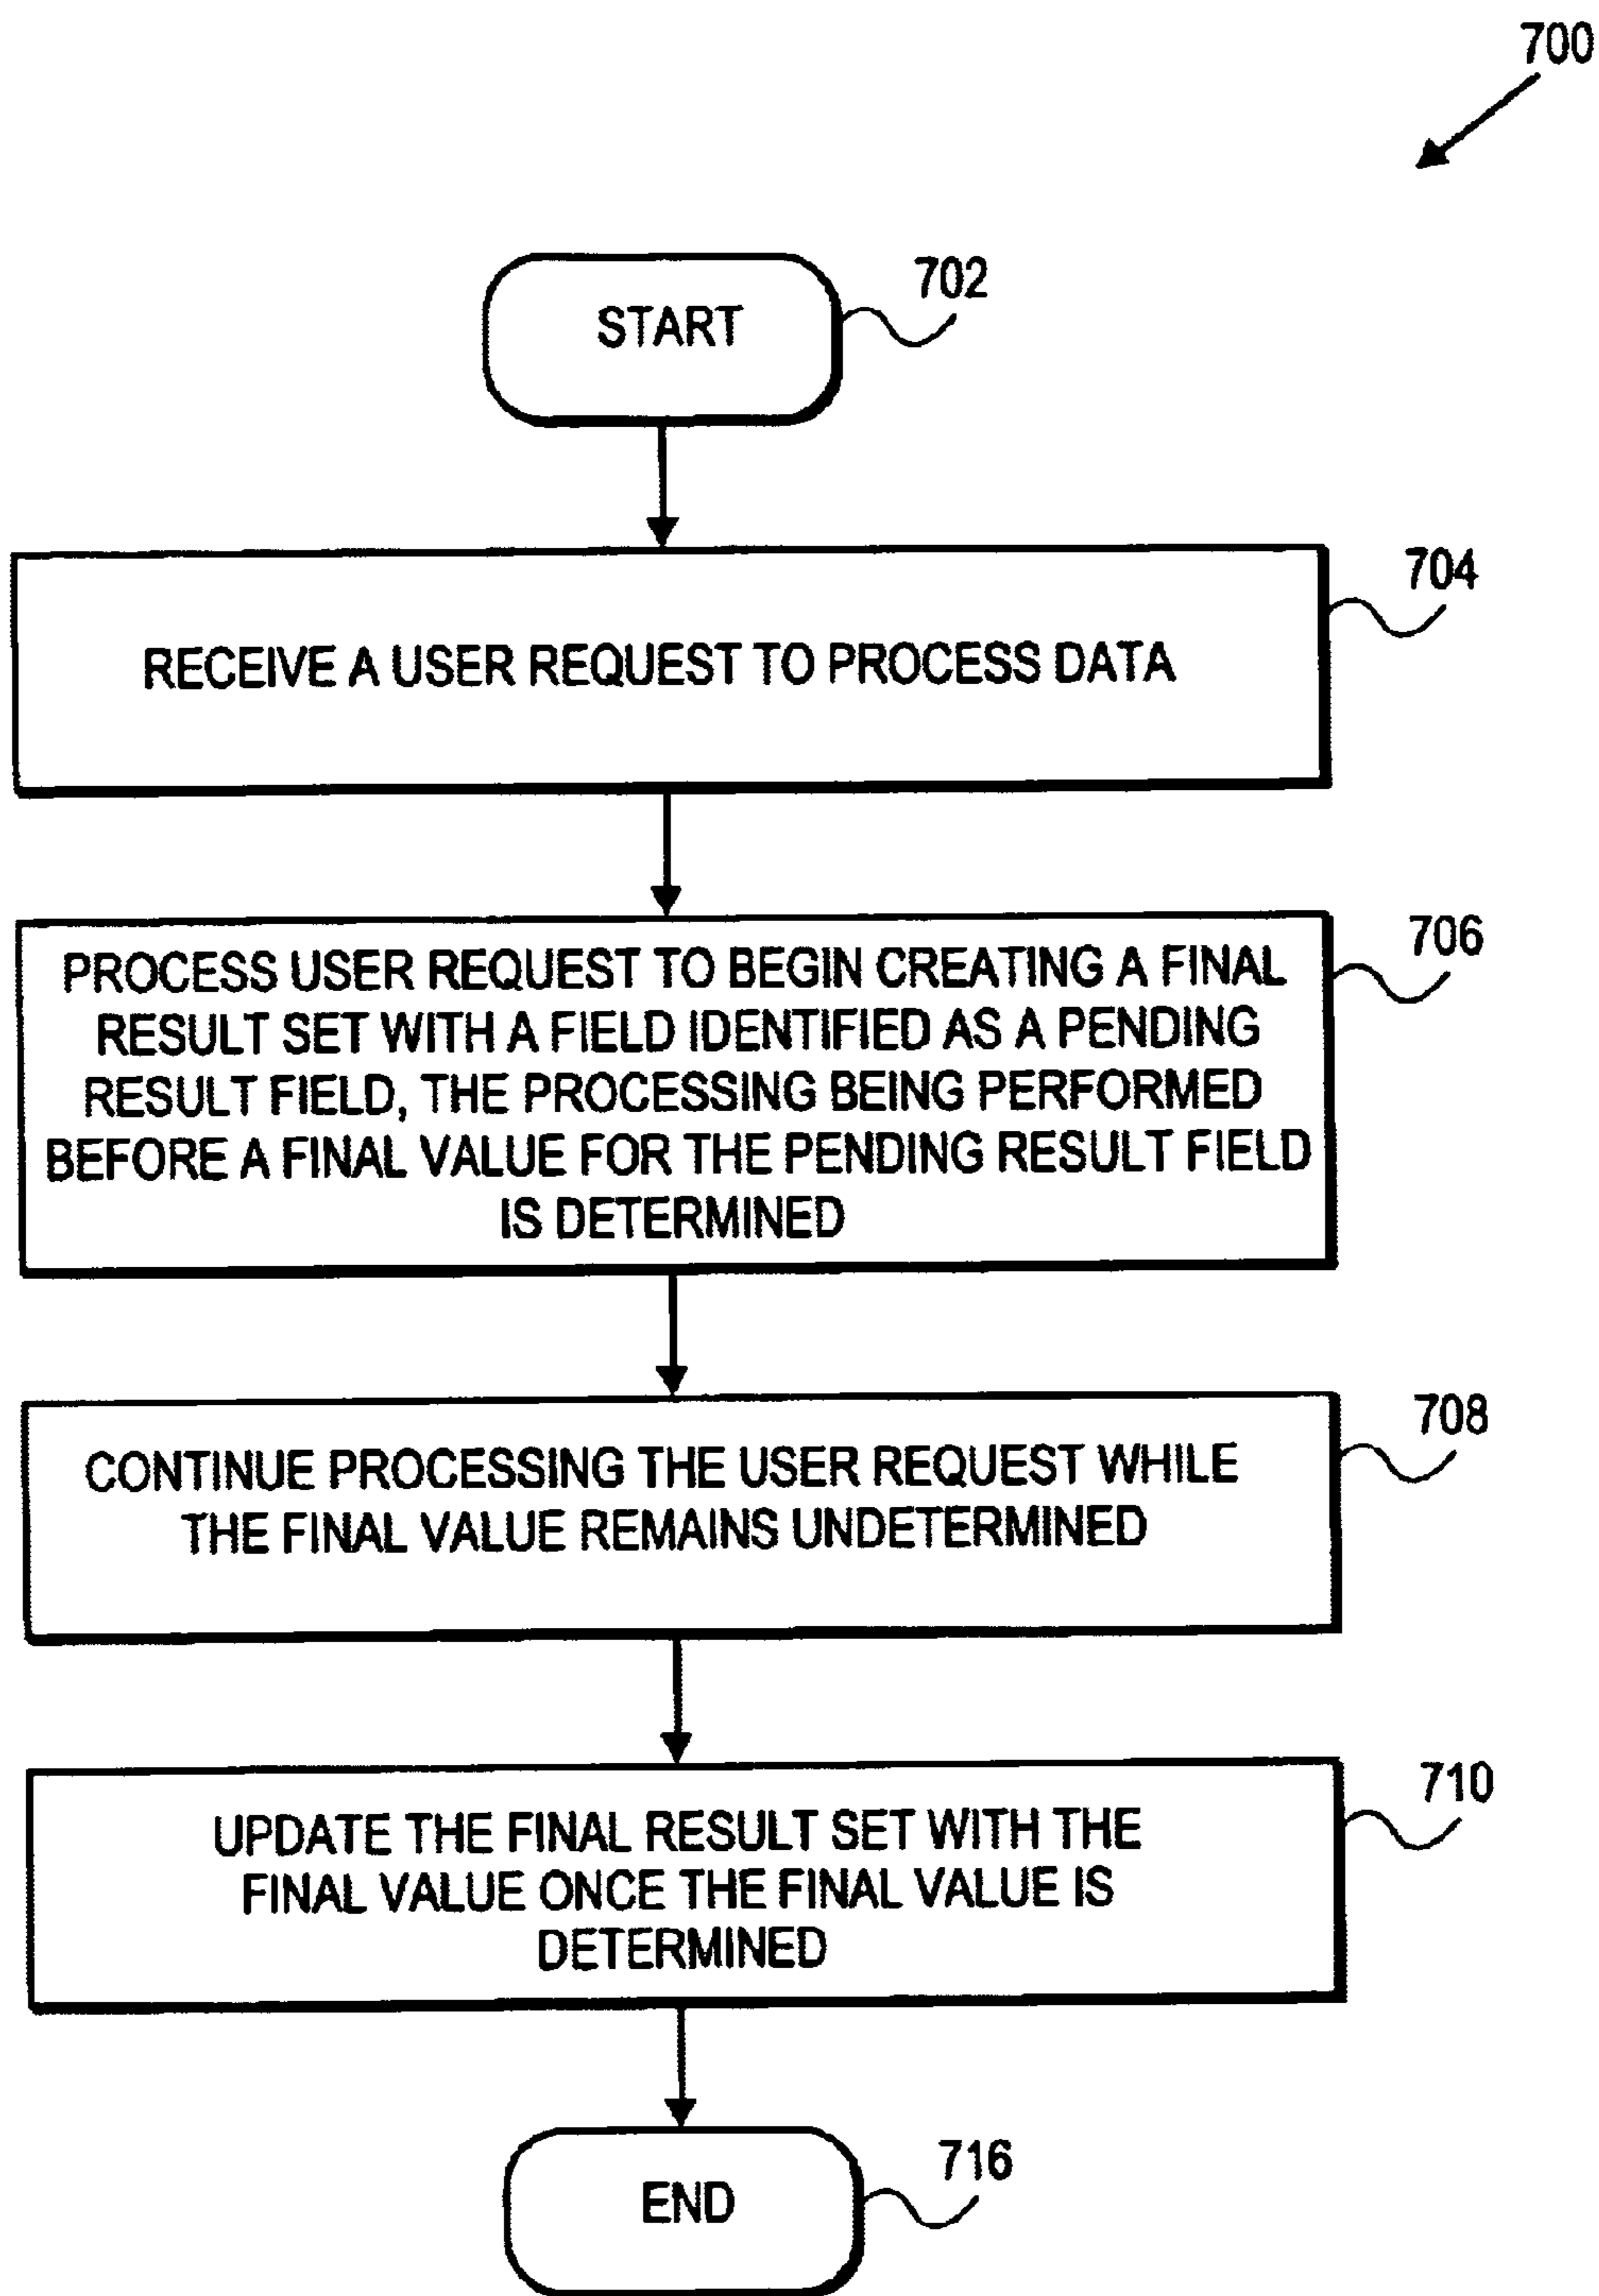 700
START
702
704
RECEIVE A USER REQUEST TO PROCESS DATA
706
PROCESS USER REQUEST TO BEGIN CREATING A FINAL
RESULT SET WITH A FIELD IDENTIFIED AS A PENDING
RESULT FIELD, THE PROCESSING BEING PERFORMED
BEFORE A FINAL VALUE FOR THE PENDING RESULT FIELD
IS DETERMINED
708
CONTINUE PROCESSING THE USER REQUEST WHILE
THE FINAL VALUE REMAINS UNDETERMINED
710
UPDATE THE FINAL RESULT SET WITH THE
FINAL VALUE ONCE THE FINAL VALUE IS
DETERMINED
716
END